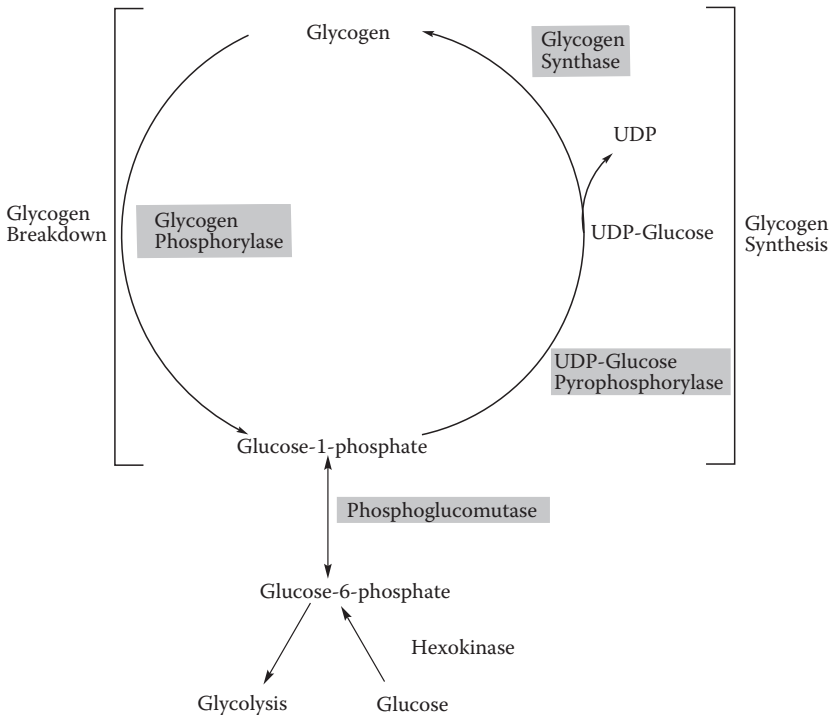 Glycogen
Glycogen
Synthase
UDP
Glycogen
Breakdown
Glycogen
Phosphorylase
UDP-Glucose
Glycogen
Synthesis
UDP-Glucose
Pyrophosphorylase
Glucose-1-phosphate
Phosphoglucomutase
Glucose-6-phosphate
Hexokinase
Glycolysis
Glucose